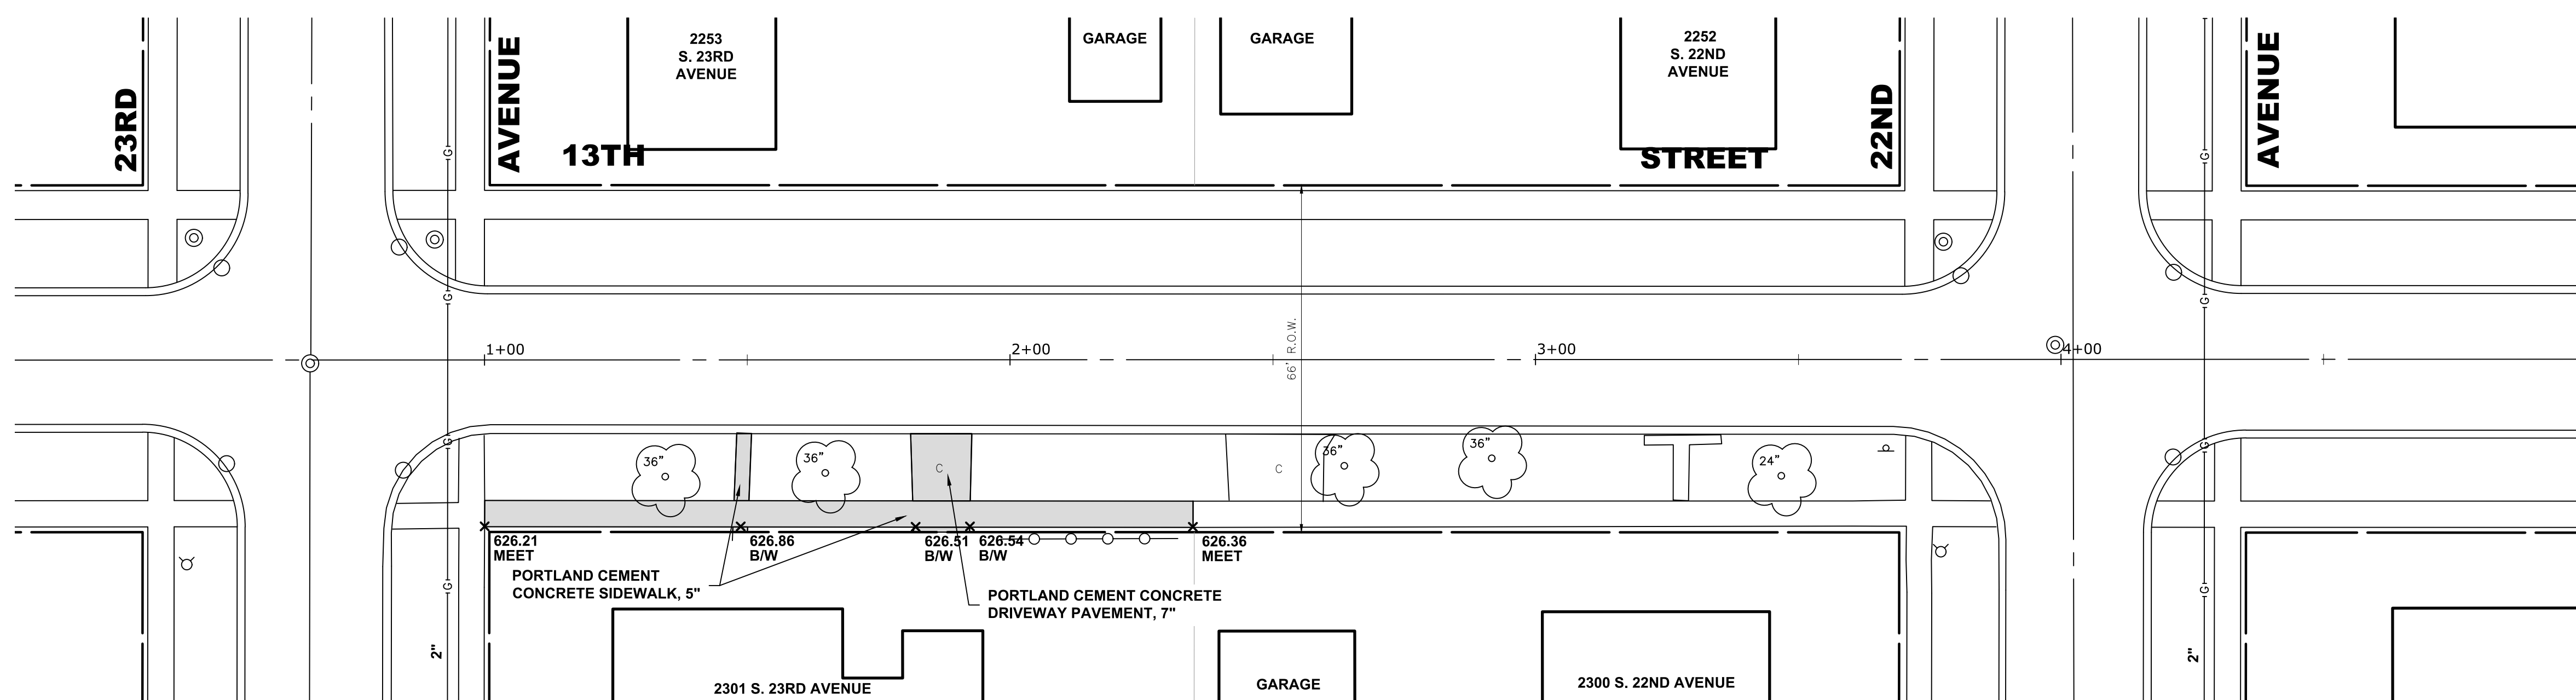 23RD
AVENUE
13TH
2253
S. 23RD
AVENUE
GARAGE
GARAGE
2252
S. 22ND
AVENUE
STREET
22ND
AVENUE
G
G
G
G
1+00
2+00
3+00
4+00
66' R.O.W.
36"
36"
C
C
36"
36"
24"
G
G
G
G
626.21
MEET
626.86
B/W
626.51
B/W
626.54
B/W
626.36
MEET
PORTLAND CEMENT
CONCRETE SIDEWALK, 5"
PORTLAND CEMENT CONCRETE
DRIVEWAY PAVEMENT, 7"
2"
2"
2301 S. 23RD AVENUE
GARAGE
2300 S. 22ND AVENUE